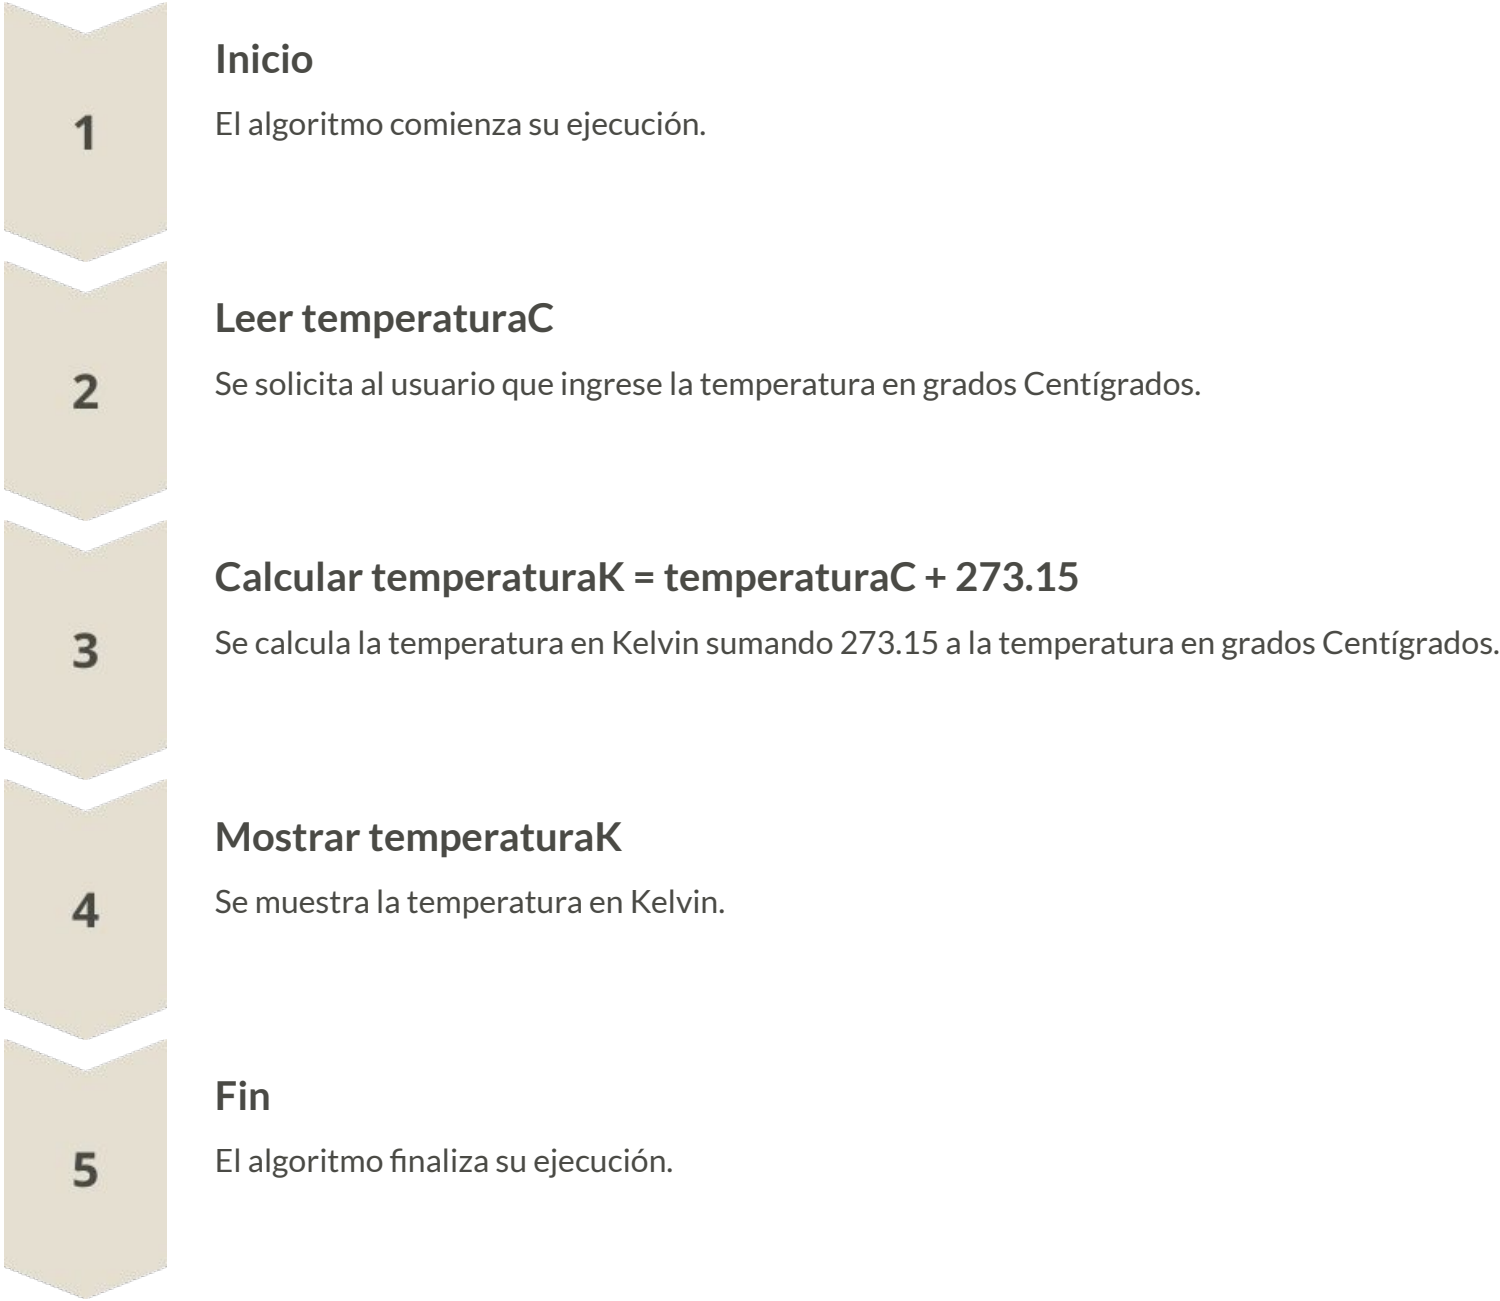 1
Inicio
El algoritmo comienza su ejecución.
2
Leer temperaturaC
Se solicita al usuario que ingrese la temperatura en grados Centígrados.
3
Calcular temperaturaK = temperaturaC + 273.15
Se calcula la temperatura en Kelvin sumando 273.15 a la temperatura en grados Centígrados.
4
Mostrar temperaturaK
Se muestra la temperatura en Kelvin.
5
Fin
El algoritmo finaliza su ejecución.